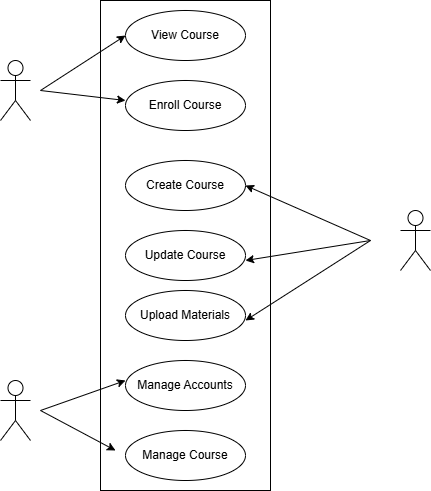 View Course
Enroll Course
Create Course
Update Course
Upload Materials
Manage Accounts
Manage Course